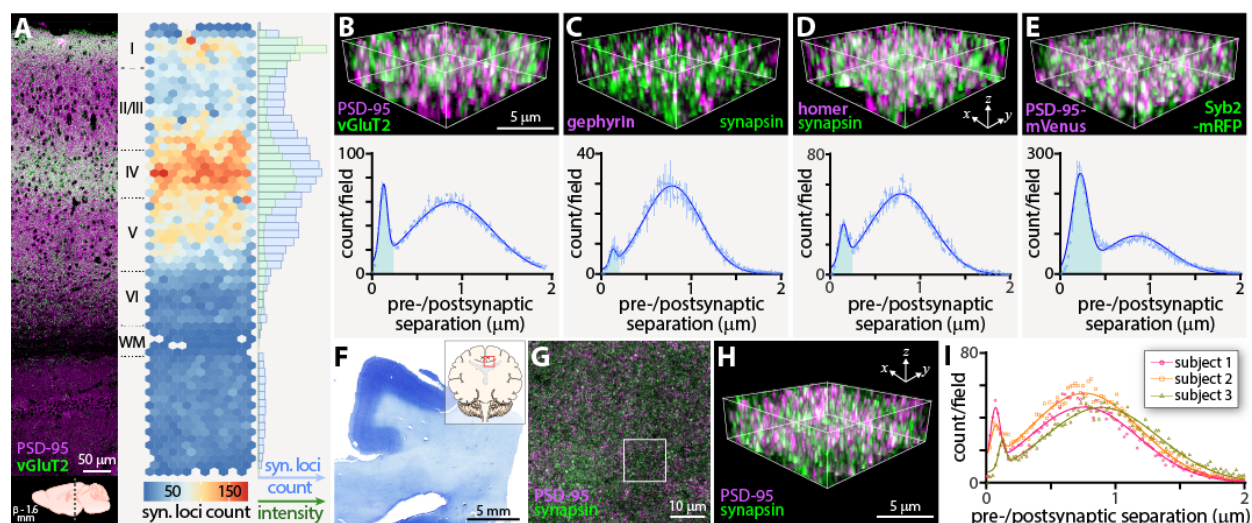 A
I
II/III
IV
V
VI
WM
PSD-95
vGluT2
50 μm
β - 1.6
mm
50 150
syn. loci count
syn. loci
count
intensity
B
PSD-95
vGluT2
5 μm
100
count/field
0
0 1 2
pre-/postsynaptic
separation (μm)
C
gephyrin
synapsin
40
count/field
0
0 1 2
pre-/postsynaptic
separation (μm)
D
homer
synapsin
x
z
y
80
count/field
0
0 1 2
pre-/postsynaptic
separation (μm)
E
PSD-95-
mVenus
Syb2
-mRFP
300
count/field
0
0 1 2
pre-/postsynaptic
separation (μm)
F
5 mm
G
PSD-95
synapsin
10 μm
H
x
z
y
PSD-95
synapsin
5 μm
I
80
count/field
0
0 1 2
pre-/postsynaptic separation (μm)
subject 1
subject 2
subject 3